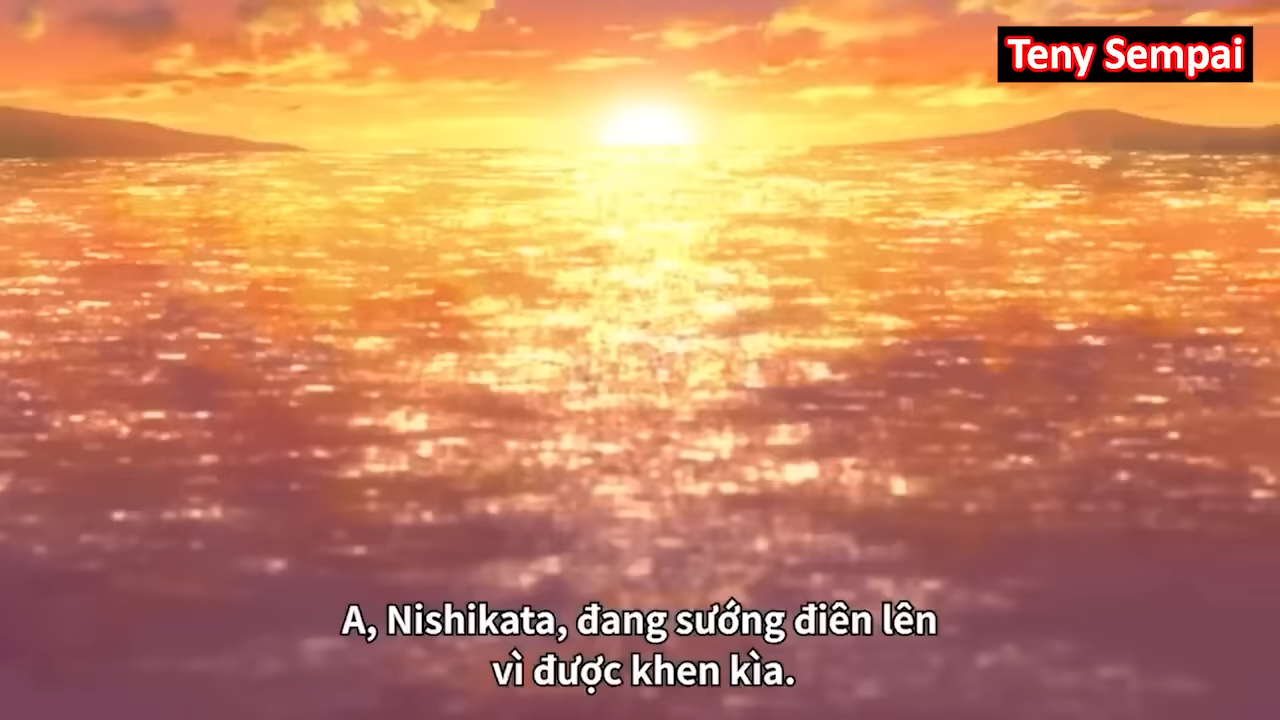 Teny Sempai
A, Nishikata, đang sướng điên lên
vì được khen kìa.